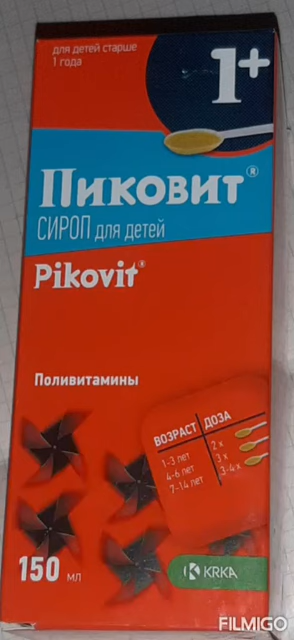 для детей старше
1 года
1+
Пиковит®
СИРОП для детей
Pikovit®
Поливитамины
ВОЗРАСТ ДОЗА
1-3 лет 2 x
4-6 лет 3 x
7-14 лет 3-4 x
150 мл
KRKA
FILMIGO